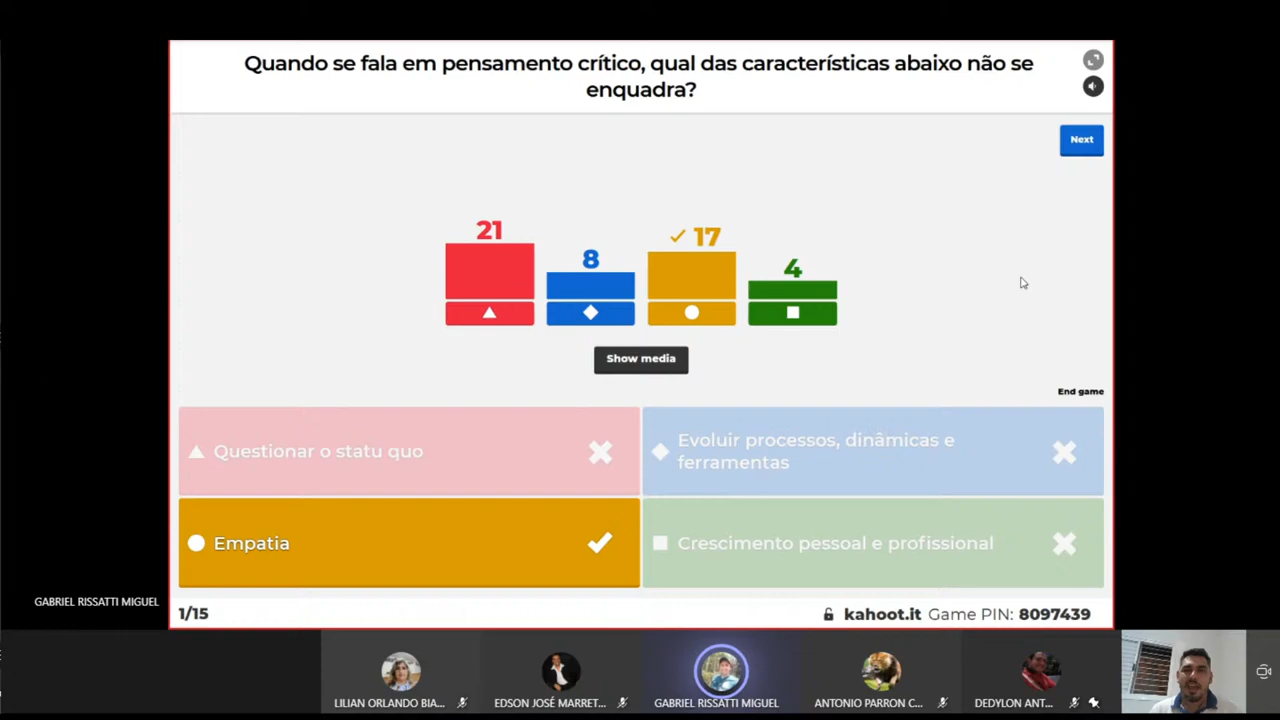 Quando se fala em pensamento crítico, qual das características abaixo não se
enquadra?
Next
21
8
17
4
Show media
End game
Questionar o statu quo
Evoluir processos, dinâmicas e
ferramentas
Empatia
Crescimento pessoal e profissional
GABRIEL RISSATTI MIGUEL
1/15
kahoot.it Game PIN: 8097439
LILIAN ORLANDO BIA...
EDSON JOSÉ MARRET...
GABRIEL RISSATTI MIGUEL
ANTONIO PARRON C...
DEDYLON ANT...